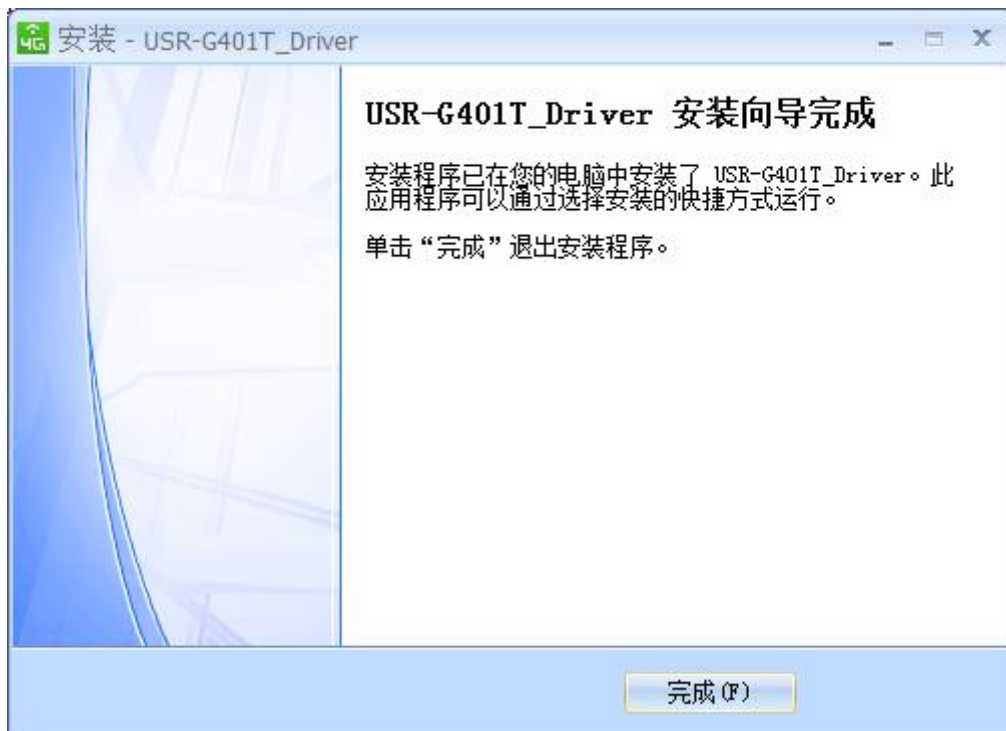 4G 安装 - USR-G401T_Driver
USR-G401T_Driver 安装向导完成
安装程序已在您的电脑中安装了 USR-G401T_Driver。此
应用程序可以通过选择安装的快捷方式运行。
单击“完成”退出安装程序。
完成(F)